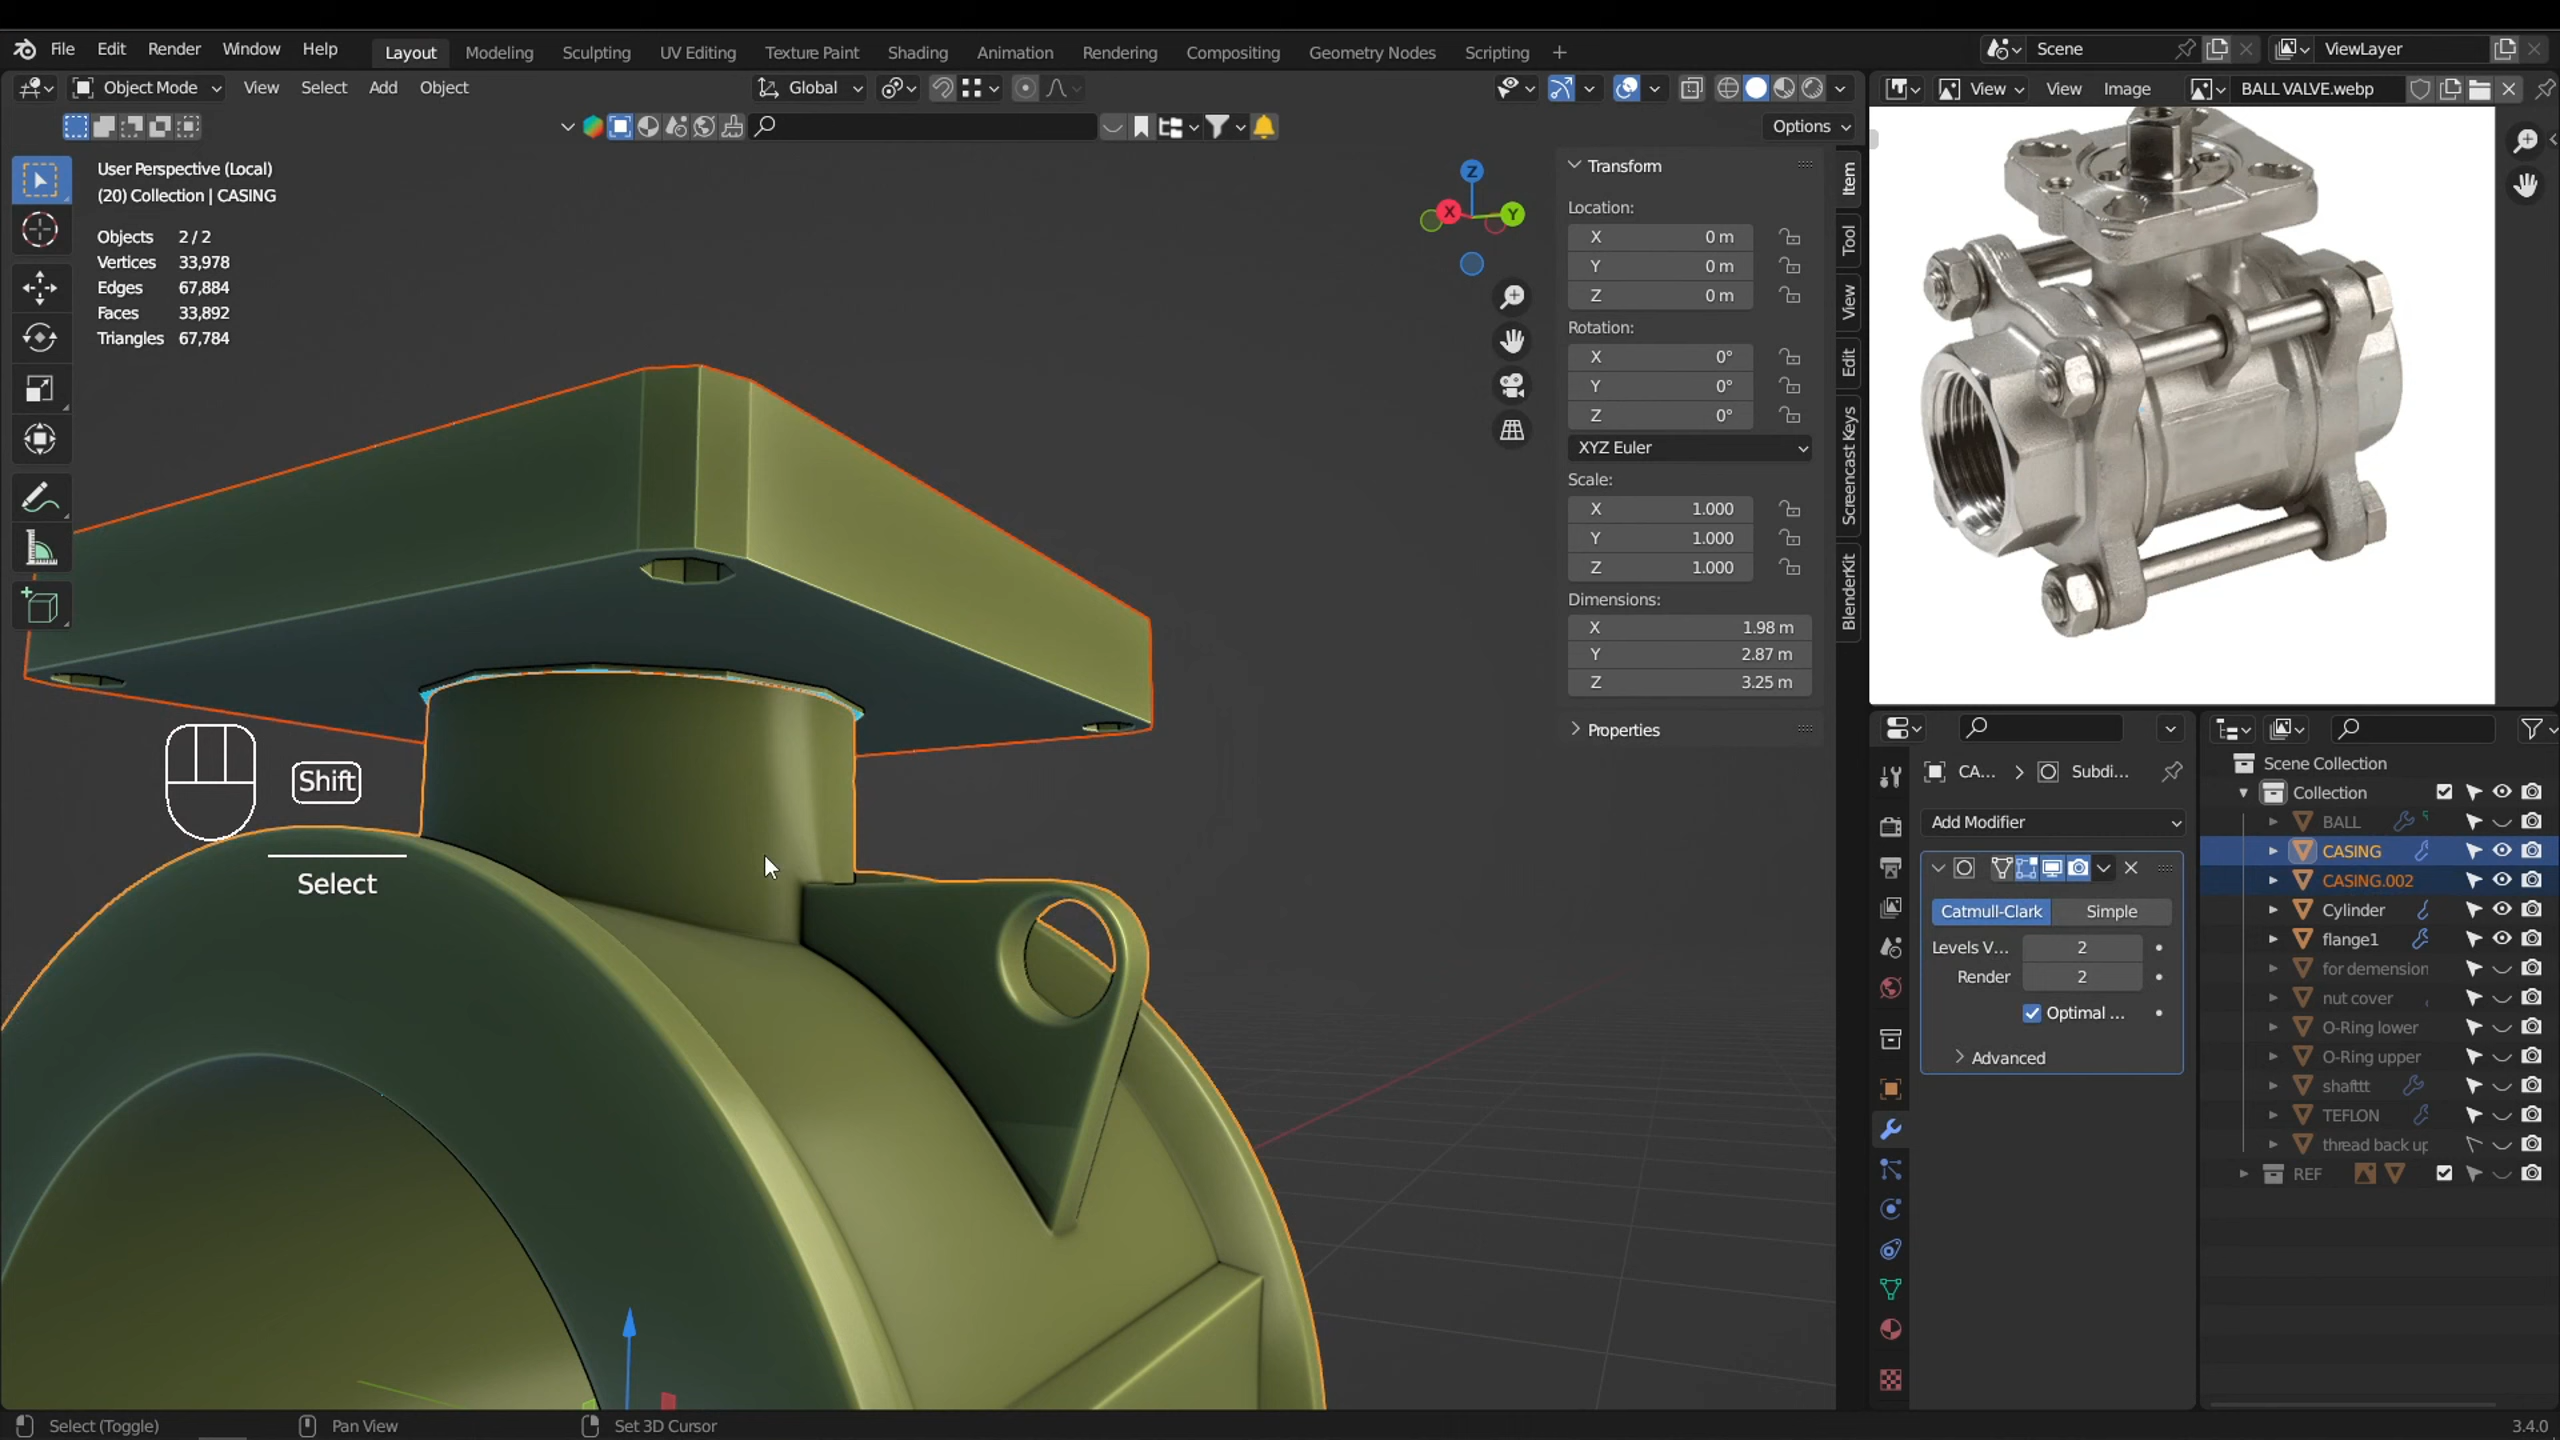 File Edit Render Window Help Layout Modeling Sculpting UV Editing Texture Paint Shading Animation Rendering Compositing Geometry Nodes Scripting Scene ViewLayer
Object Mode View Select Add Object Global View View Image BALL VALVE.webp
Options
User Perspective (Local)
(20) Collection | CASING
Objects 2 / 2
Vertices 33,978
Edges 67,884
Faces 33,892
Triangles 67,784
Z
X
Y
Transform
Location:
X 0 m
Y 0 m
Z 0 m
Rotation:
X 0°
Y 0°
Z 0°
XYZ Euler
Scale:
X 1.000
Y 1.000
Z 1.000
Dimensions:
X 1.98 m
Y 2.87 m
Z 3.25 m
Properties
Item
Tool
View
Edit
Screencast Keys
BlenderKit
Shift
Select
CA... Subdi...
Add Modifier
Catmull-Clark Simple
Levels V... 2
Render 2
Optimal ...
Advanced
Scene Collection
Collection
BALL
CASING
CASING.002
Cylinder
flange1
for demension
nut cover
O-Ring lower
O-Ring upper
shafttt
TEFLON
thread back up
REF
Select (Toggle) Pan View Set 3D Cursor 3.4.0